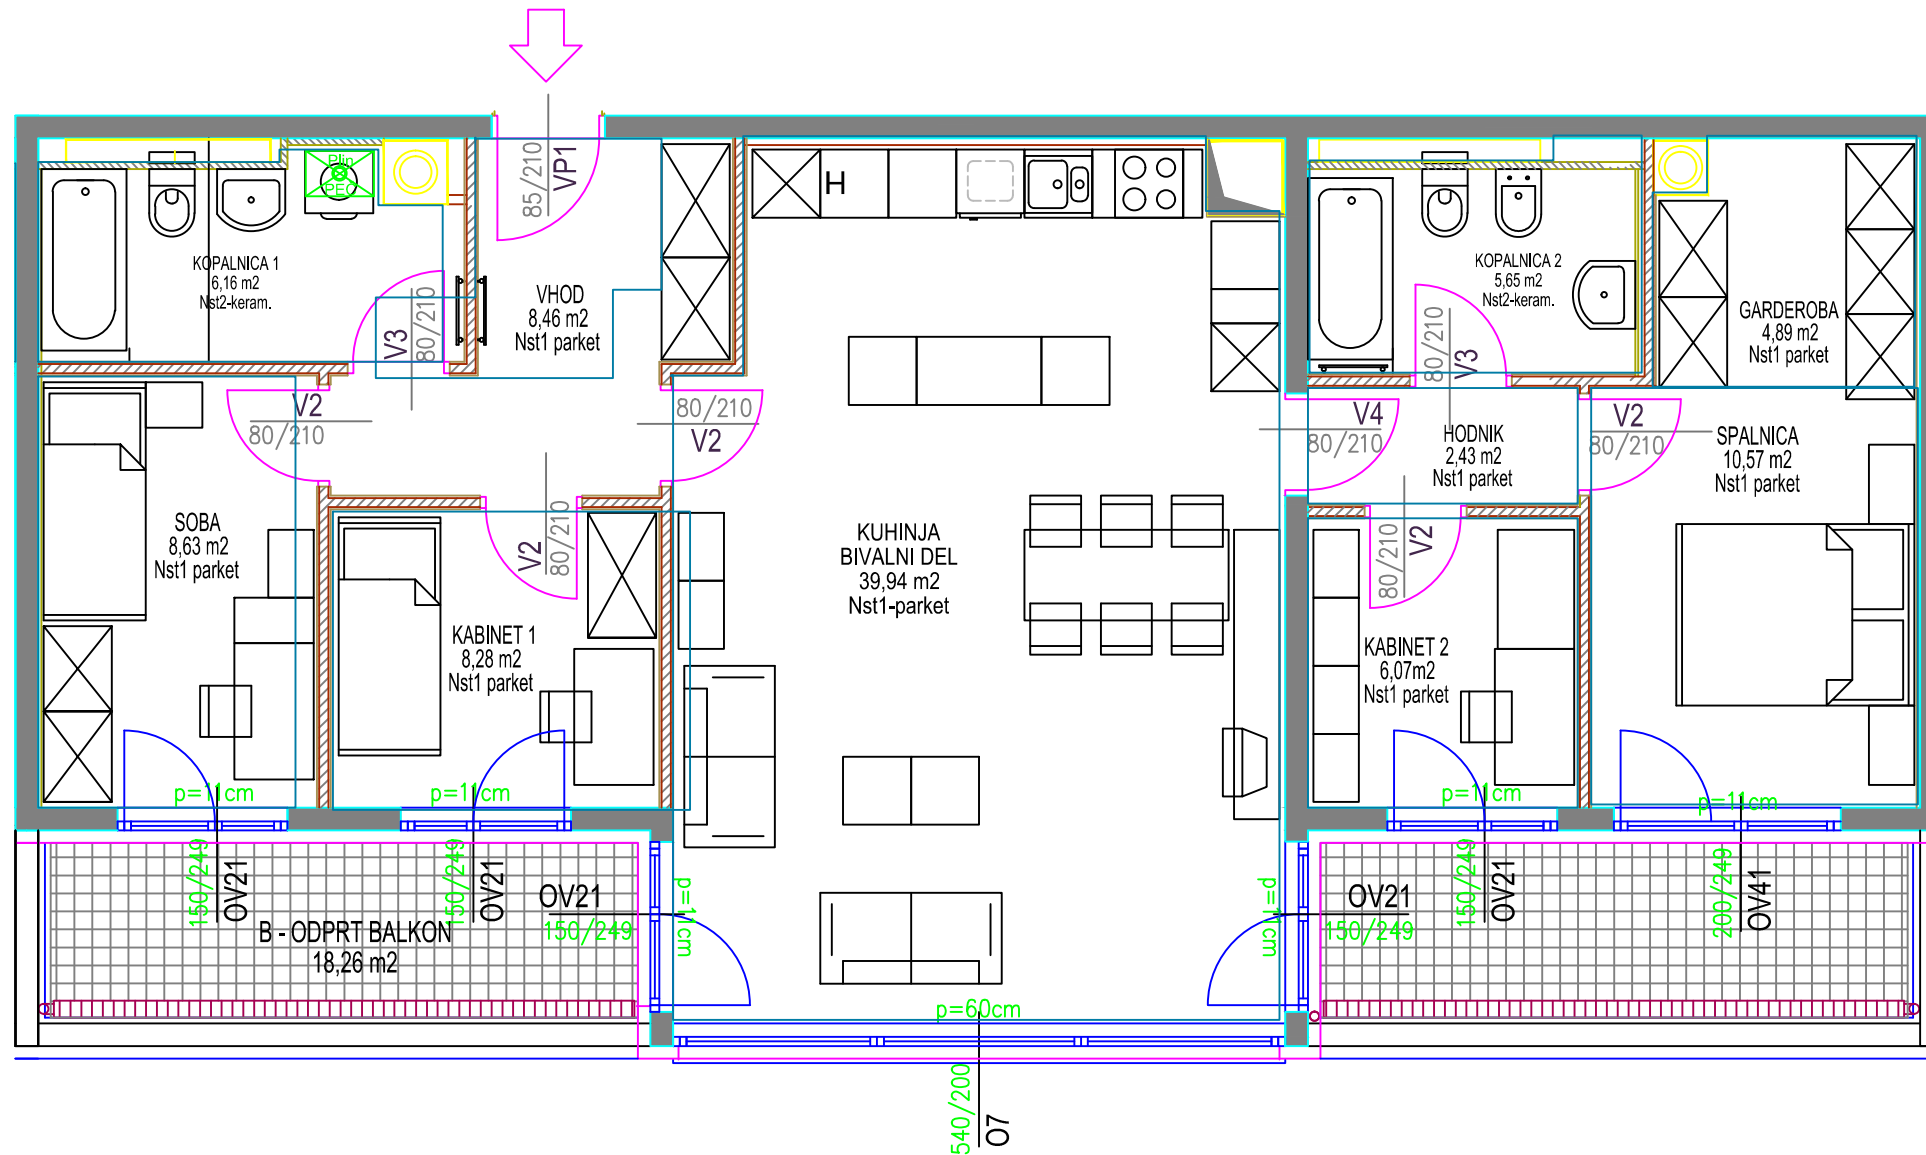 85/210
VP1
Plin
PEČ
H
KOPALNICA 1
6,16 m2
Nst2-keram.
VHOD
8,46 m2
Nst1 parket
V3
80/210
KOPALNICA 2
5,65 m2
Nst2-keram.
GARDEROBA
4,89 m2
Nst1 parket
80/210
V3
V2
80/210
80/210
V2
V4
80/210
HODNIK
2,43 m2
Nst1 parket
V2
80/210
SPALNICA
10,57 m2
Nst1 parket
SOBA
8,63 m2
Nst1 parket
V2
80/210
KUHINJA
BIVALNI DEL
39,94 m2
Nst1-parket
80/210
V2
KABINET 1
8,28 m2
Nst1 parket
KABINET 2
6,07m2
Nst1 parket
p=11cm
p=11cm
p=11cm
p=11cm
150/249
OV21
150/249
OV21
OV21
150/249
p=11cm
p=11cm
OV21
150/249
150/249
OV21
200/249
OV41
B - ODPRT BALKON
18,26 m2
p=60cm
540/200
O7